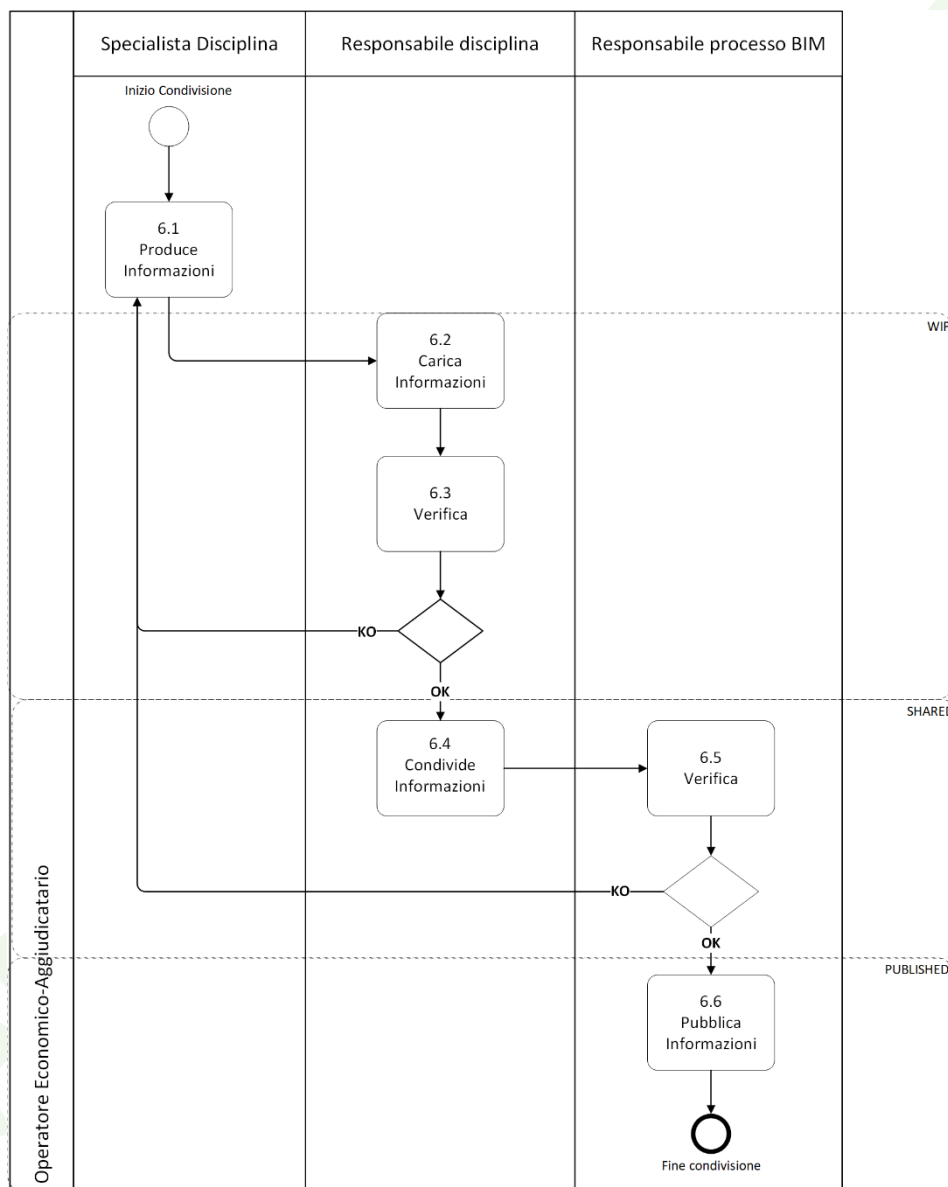 Specialista Disciplina
Responsabile disciplina
Responsabile processo BIM
Inizio Condivisione
6.1
Produce
Informazioni
WIP
6.2
Carica
Informazioni
6.3
Verifica
KO
OK
SHARED
6.4
Condivide
Informazioni
6.5
Verifica
KO
OK
PUBLISHED
6.6
Pubblica
Informazioni
Fine condivisione
Operatore Economico-Aggiudicatario